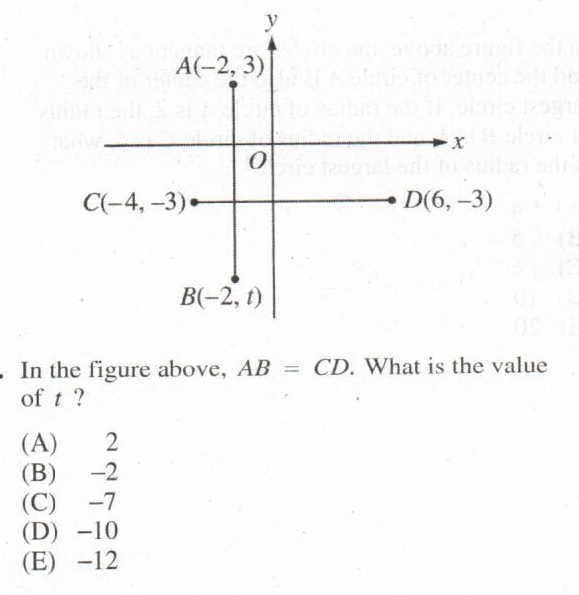 y
A(−2, 3)
x
O
C(−4, −3)
D(6, −3)
B(−2, t)
. In the figure above, AB = CD. What is the value
of t ?
(A) 2
(B) −2
(C) −7
(D) −10
(E) −12